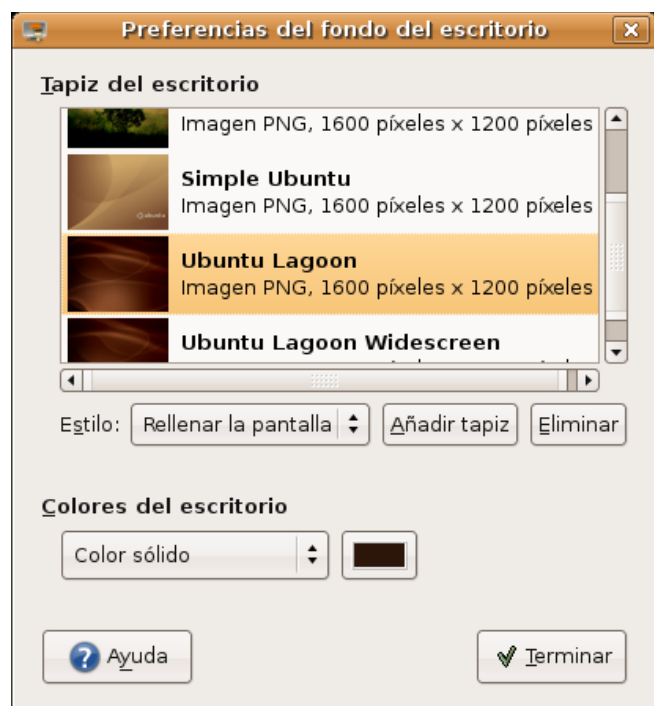 Preferencias del fondo del escritorio
Tapiz del escritorio
Imagen PNG, 1600 píxeles x 1200 píxeles
Simple Ubuntu
Imagen PNG, 1600 píxeles x 1200 píxeles
Ubuntu Lagoon
Imagen PNG, 1600 píxeles x 1200 píxeles
Ubuntu Lagoon Widescreen
Estilo: Rellenar la pantalla Añadir tapiz Eliminar
Colores del escritorio
Color sólido
Ayuda Terminar